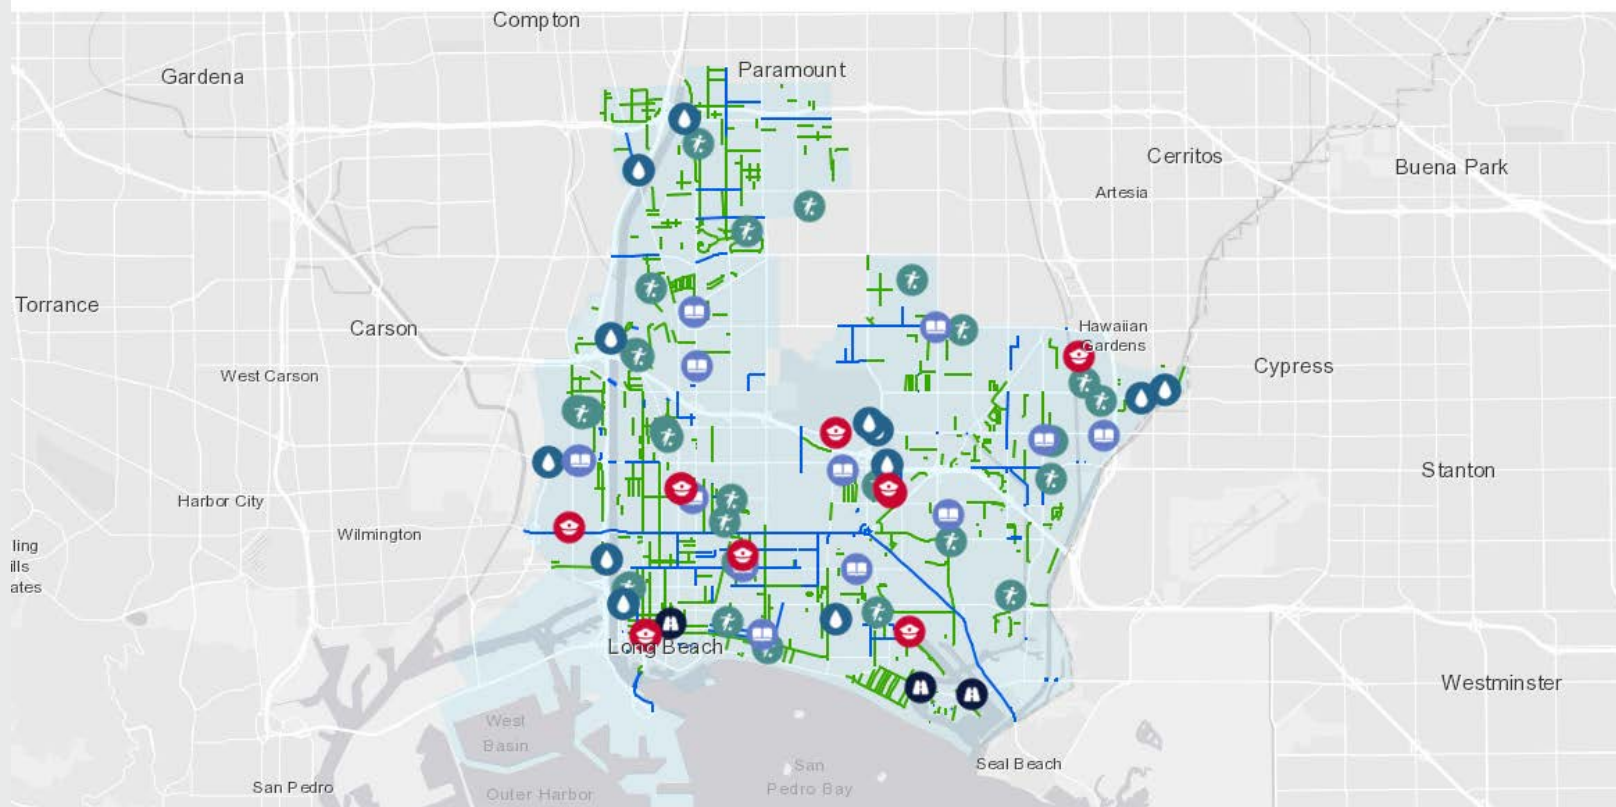 Compton
Paramount
Gardena
Cerritos
Buena Park
Artesia
Torrance
Carson
Hawaiian
Gardens
Cypress
West Carson
Stanton
Harbor City
Wilmington
ling
ills
ates
Long Beach
Westminster
West
Basin
Seal Beach
San
Pedro Bay
San Pedro
Outer Harbor